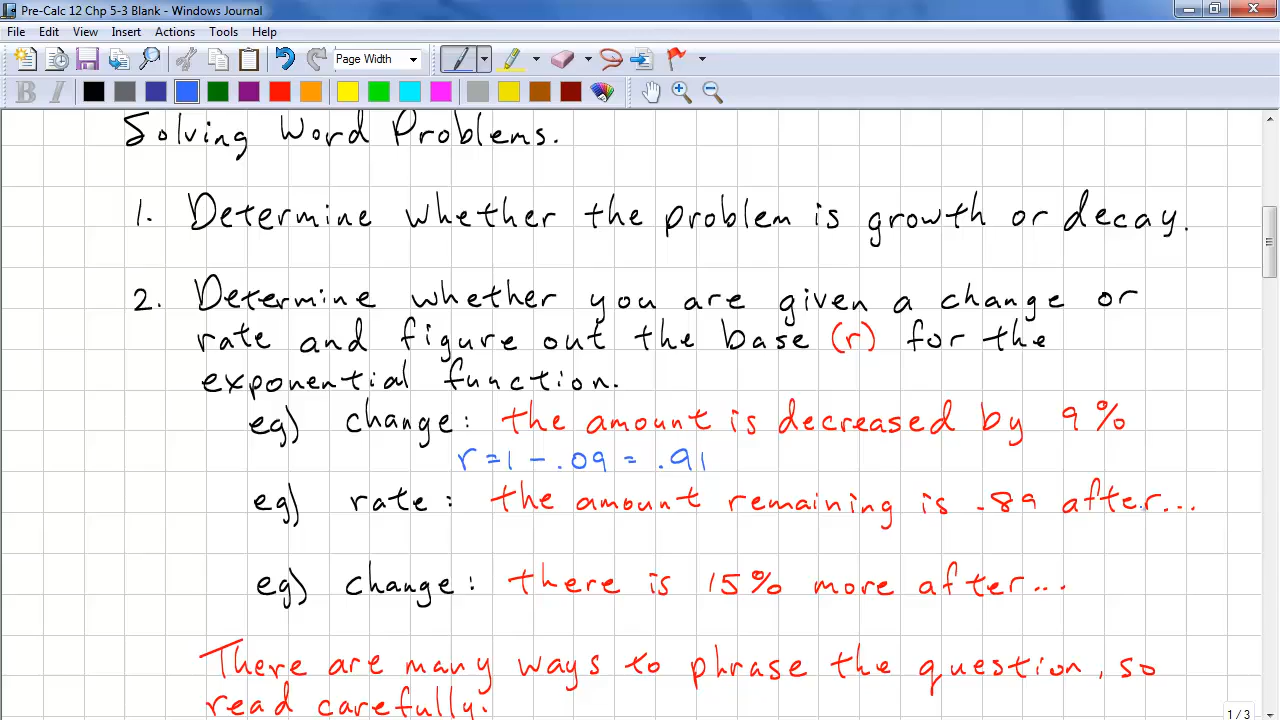 Pre-Calc 12 Chp 5-3 Blank - Windows Journal
File Edit View Insert Actions Tools Help
Page Width
B I
Solving Word Problems.
1. Determine whether the problem is growth or decay.
2. Determine whether you are given a change or
rate and figure out the base (r) for the
exponential function.
eg) change: the amount is decreased by 9%
r = 1 - .09 = .91
eg) rate: the amount remaining is .89 after...
eg) change: there is 15% more after...
There are many ways to phrase the question, so
read carefully.
1 / 3